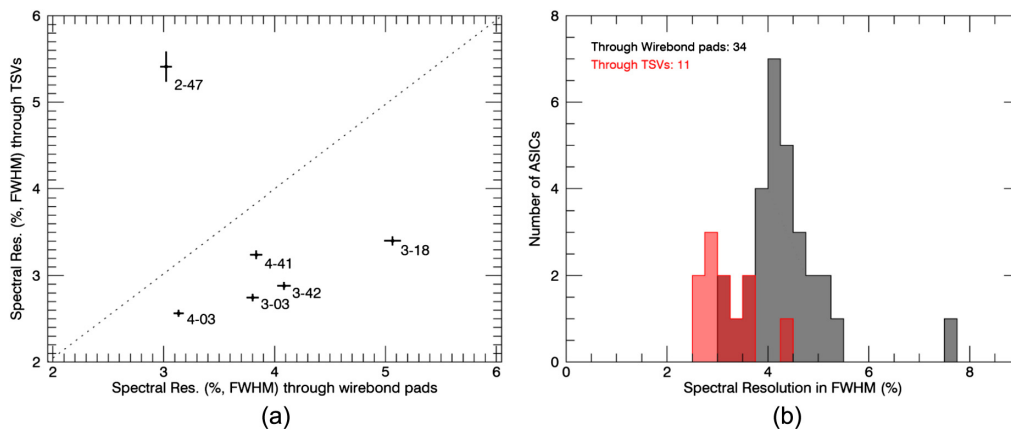 6
5
4
3
2
Spectral Res. (%, FWHM) through TSVs
2-47
3-18
4-41
3-42
3-03
4-03
2 3 4 5 6
Spectral Res. (%, FWHM) through wirebond pads
(a)
8
6
4
2
0
Number of ASICs
Through Wirebond pads: 34
Through TSVs: 11
0 2 4 6 8
Spectral Resolution in FWHM (%)
(b)